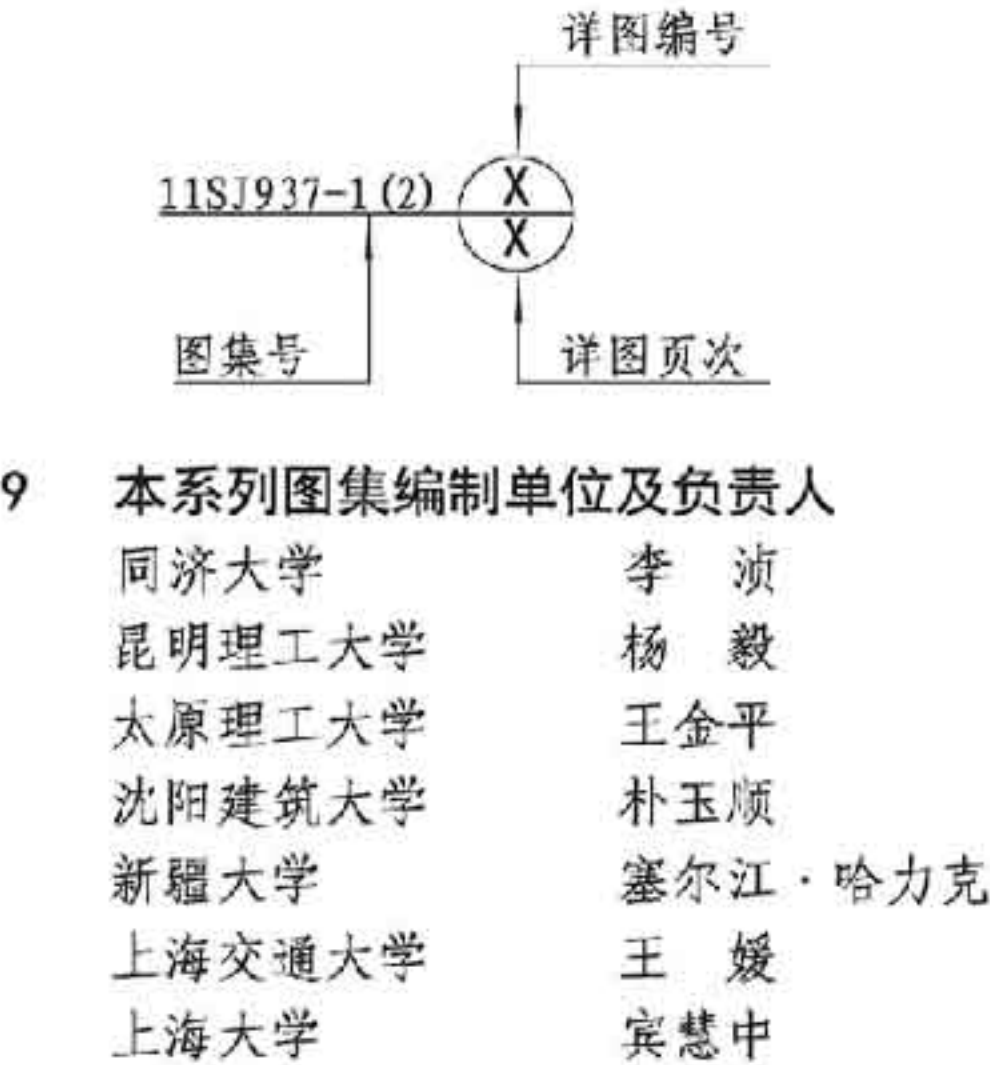 详图编号
11SJ937-1(2)
X
X
图集号
详图页次
9 本系列图集编制单位及负责人
同济大学 李 浈
昆明理工大学 杨 毅
太原理工大学 王金平
沈阳建筑大学 朴玉顺
新疆大学 塞尔江·哈力克
上海交通大学 王 媛
上海大学 宾慧中